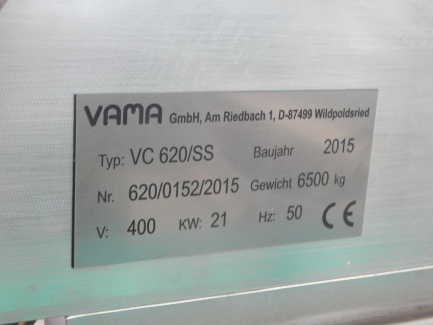 VAMA GmbH, Am Riedbach 1, D-87499 Wildpoldsried
Typ: VC 620/SS Baujahr 2015
Nr. 620/0152/2015 Gewicht 6500 kg
V: 400 KW: 21 Hz: 50 CE